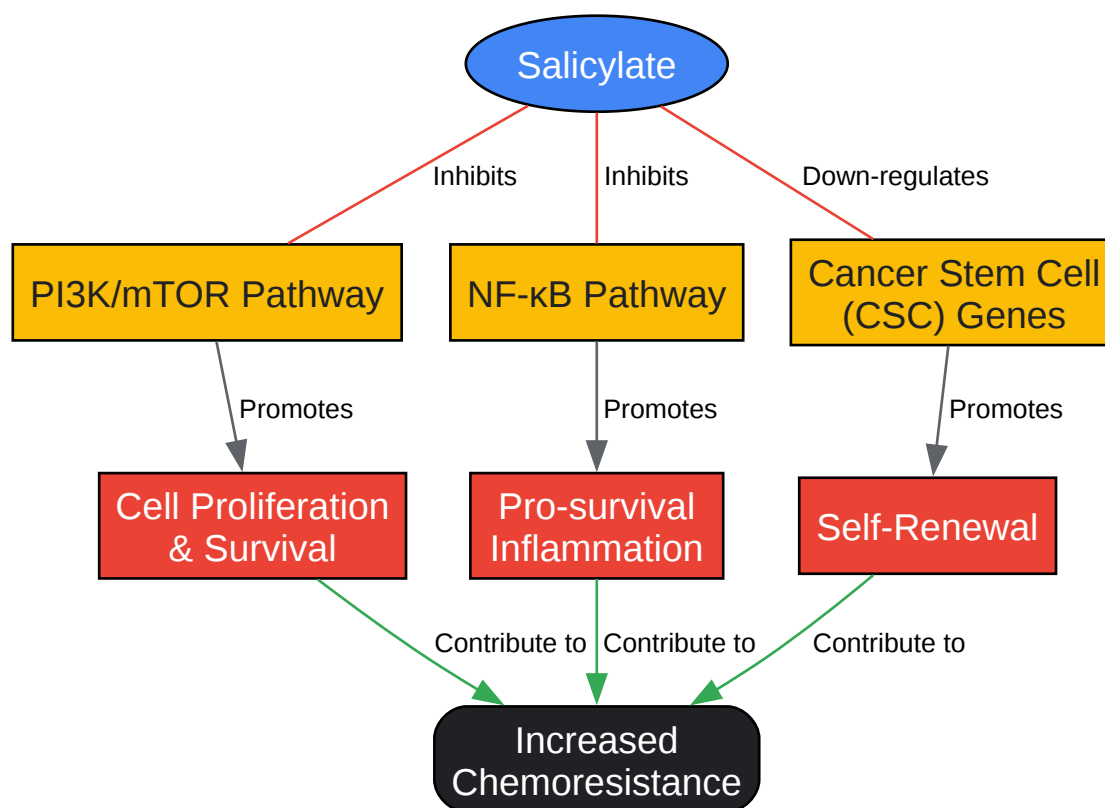 Salicylate
Inhibits
Inhibits
Down-regulates
PI3K/mTOR Pathway
NF-κB Pathway
Cancer Stem Cell
(CSC) Genes
Promotes
Promotes
Promotes
Cell Proliferation
& Survival
Pro-survival
Inflammation
Self-Renewal
Contribute to
Contribute to
Contribute to
Increased
Chemoresistance